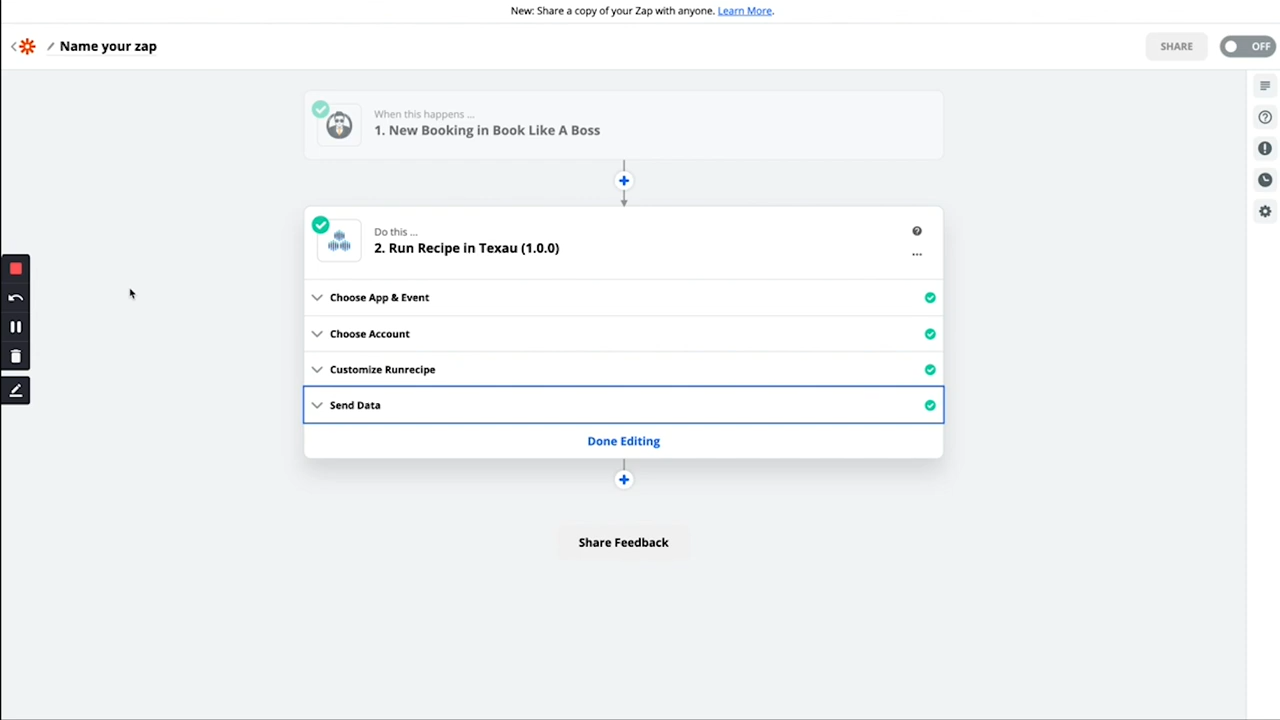 New: Share a copy of your Zap with anyone. Learn More.
Name your zap
SHARE
OFF
When this happens ...
1. New Booking in Book Like A Boss
Do this ...
2. Run Recipe in Texau (1.0.0)
Choose App & Event
Choose Account
Customize Runrecipe
Send Data
Done Editing
Share Feedback